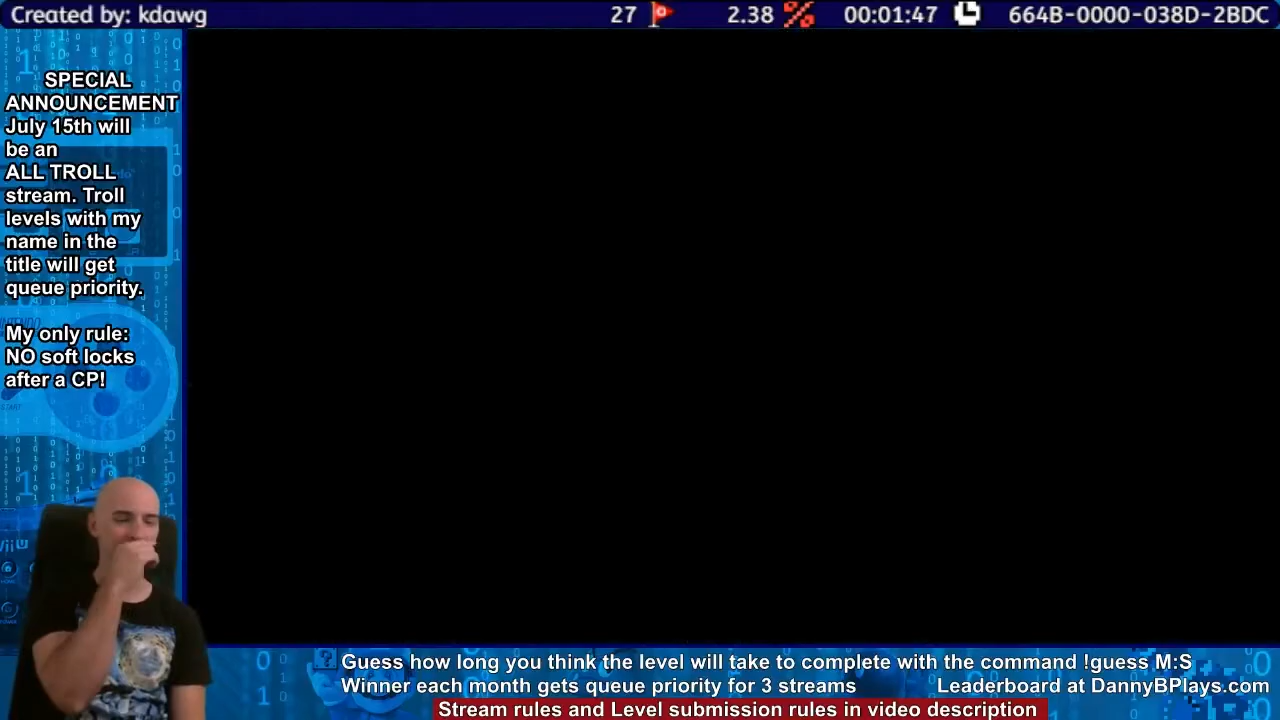 Created by: kdawg
27
2.38 %
00:01:47
664B-0000-038D-2BDC
SPECIAL
ANNOUNCEMENT
July 15th will
be an
ALL TROLL
stream. Troll
levels with my
name in the
title will get
queue priority.
My only rule:
NO soft locks
after a CP!
Guess how long you think the level will take to complete with the command !guess M:S
Winner each month gets queue priority for 3 streams
Leaderboard at DannyBPlays.com
Stream rules and Level submission rules in video description